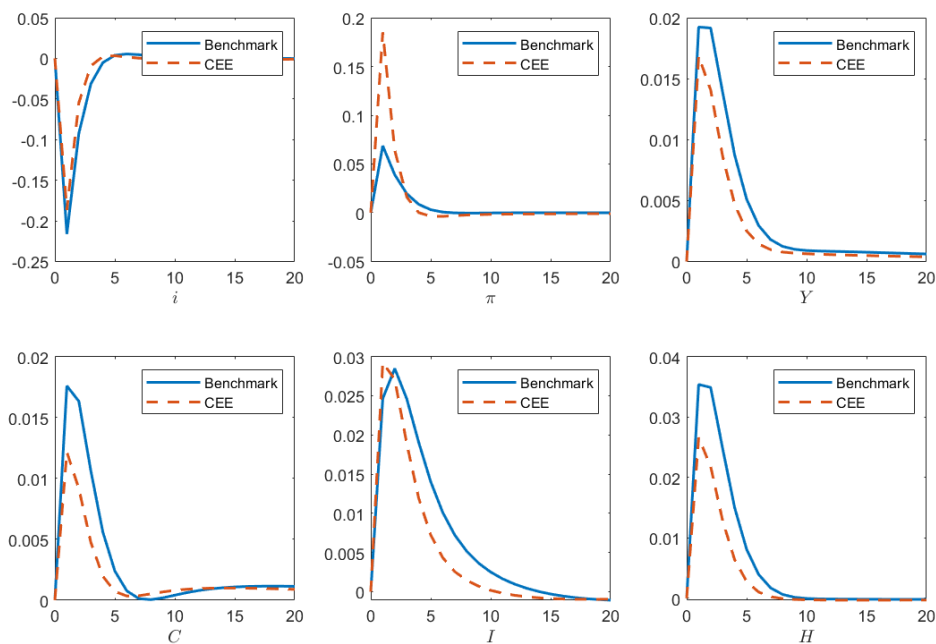 0.05
0
-0.05
-0.1
-0.15
-0.2
-0.25
0 5 10 15 20
i
Benchmark
CEE
0.2
0.15
0.1
0.05
0
-0.05
0 5 10 15 20
π
Benchmark
CEE
0.02
0.015
0.01
0.005
0
0 5 10 15 20
Y
Benchmark
CEE
0.02
0.015
0.01
0.005
0
0 5 10 15 20
C
Benchmark
CEE
0.03
0.025
0.02
0.015
0.01
0.005
0
0 5 10 15 20
I
Benchmark
CEE
0.04
0.03
0.02
0.01
0
0 5 10 15 20
H
Benchmark
CEE